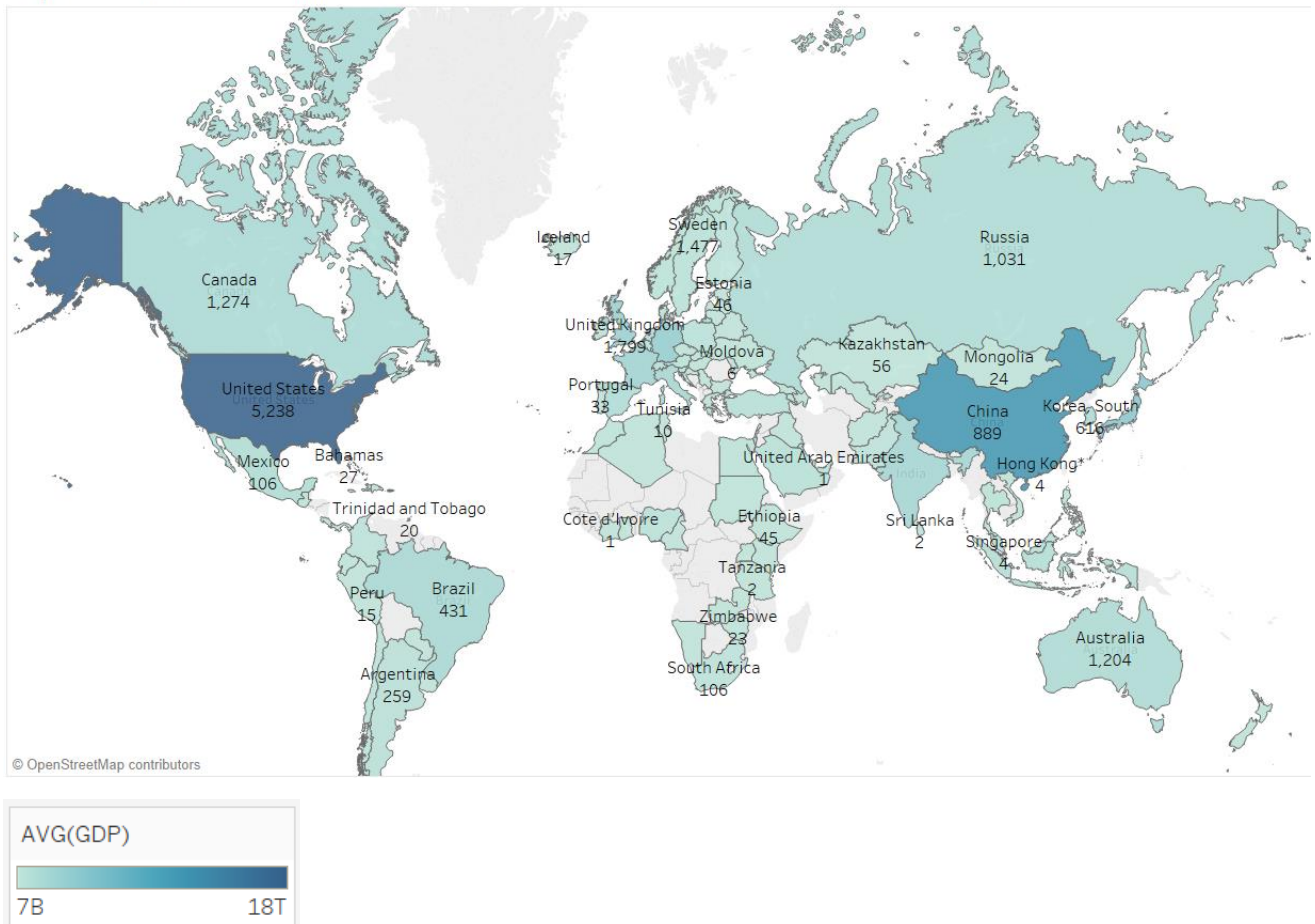 Iceland
17
Sweden
1,477
Russia
1,031
Canada
1,274
Estonia
46
United Kingdom
1,799
Moldova
6
Kazakhstan
56
Mongolia
24
United States
5,238
Portugal
33
Tunisia
10
China
889
Korea, South
616
Mexico
106
Bahamas
27
United Arab Emirates
1
India
Hong Kong*
4
Trinidad and Tobago
20
Cote d'Ivoire
1
Ethiopia
45
Sri Lanka
2
Singapore
4
Tanzania
2
Peru
15
Brazil
431
Zimbabwe
23
Australia
1,204
Argentina
259
South Africa
106
© OpenStreetMap contributors
AVG(GDP)
7B 18T